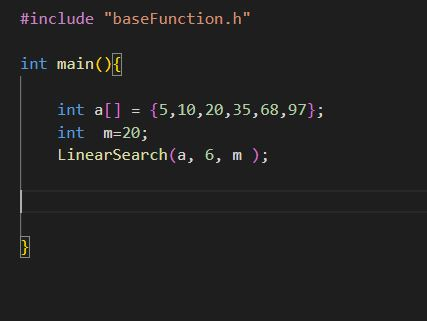 #include "baseFunction.h"
int main(){
int a[] = {5,10,20,35,68,97};
int  m=20;
LinearSearch(a, 6, m );
}